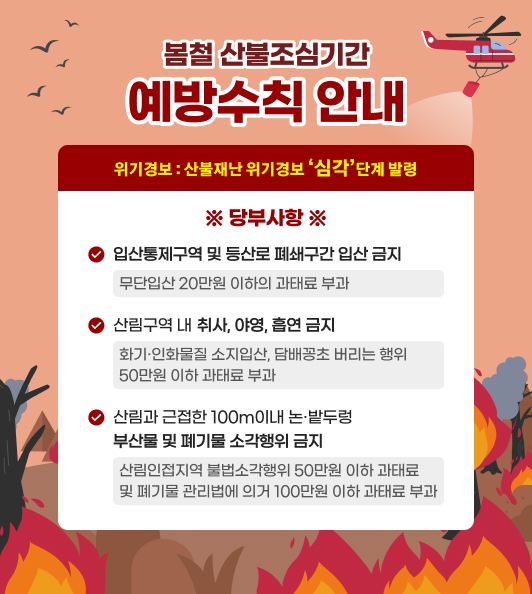 봄철 산불조심기간
예방수칙 안내
위기경보 : 산불재난 위기경보 ‘심각’단계 발령
※ 당부사항 ※
입산통제구역 및 등산로 폐쇄구간 입산 금지
무단입산 20만원 이하의 과태료 부과
산림구역 내 취사, 야영, 흡연 금지
화기·인화물질 소지입산, 담배꽁초 버리는 행위
50만원 이하 과태료 부과
산림과 근접한 100m이내 논·밭두렁
부산물 및 폐기물 소각행위 금지
산림인접지역 불법소각행위 50만원 이하 과태료
및 폐기물 관리법에 의거 100만원 이하 과태료 부과